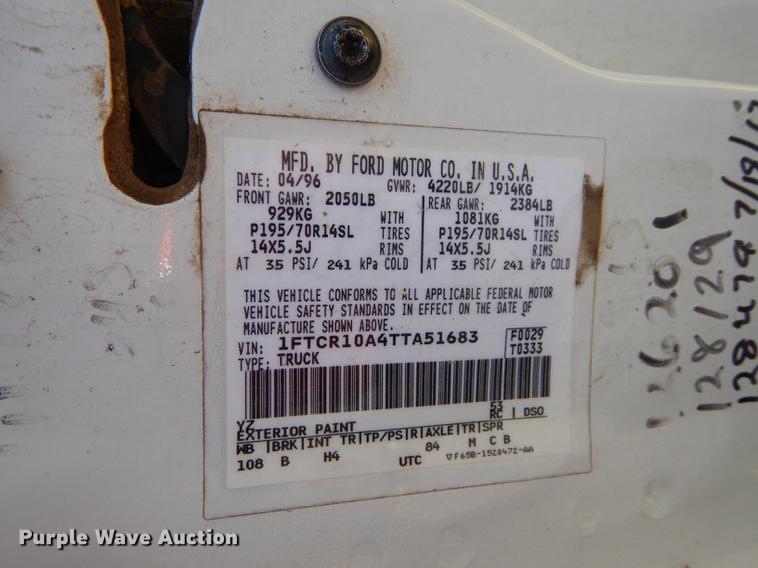 MFD. BY FORD MOTOR CO. IN U.S.A.
DATE: 04/96 GVWR: 4220LB/ 1914KG
FRONT GAWR: 2050LB REAR GAWR: 2384LB
929KG WITH 1081KG WITH
P195/70R14SL TIRES P195/70R14SL TIRES
14X5.5J RIMS 14X5.5J RIMS
AT 35 PSI/ 241 kPa COLD AT 35 PSI/ 241 kPa COLD
THIS VEHICLE CONFORMS TO ALL APPLICABLE FEDERAL MOTOR
VEHICLE SAFETY STANDARDS IN EFFECT ON THE DATE OF
MANUFACTURE SHOWN ABOVE.
VIN: 1FTCR10A4TTA51683 F0029
TYPE: TRUCK T0333
53
YZ RC DSO
EXTERIOR PAINT
WB BRK INT TR TP/PS R AXLE TR SPR
108 B H4 UTC 84 M C B
F65B-1520472-AA
128129
Purple Wave Auction